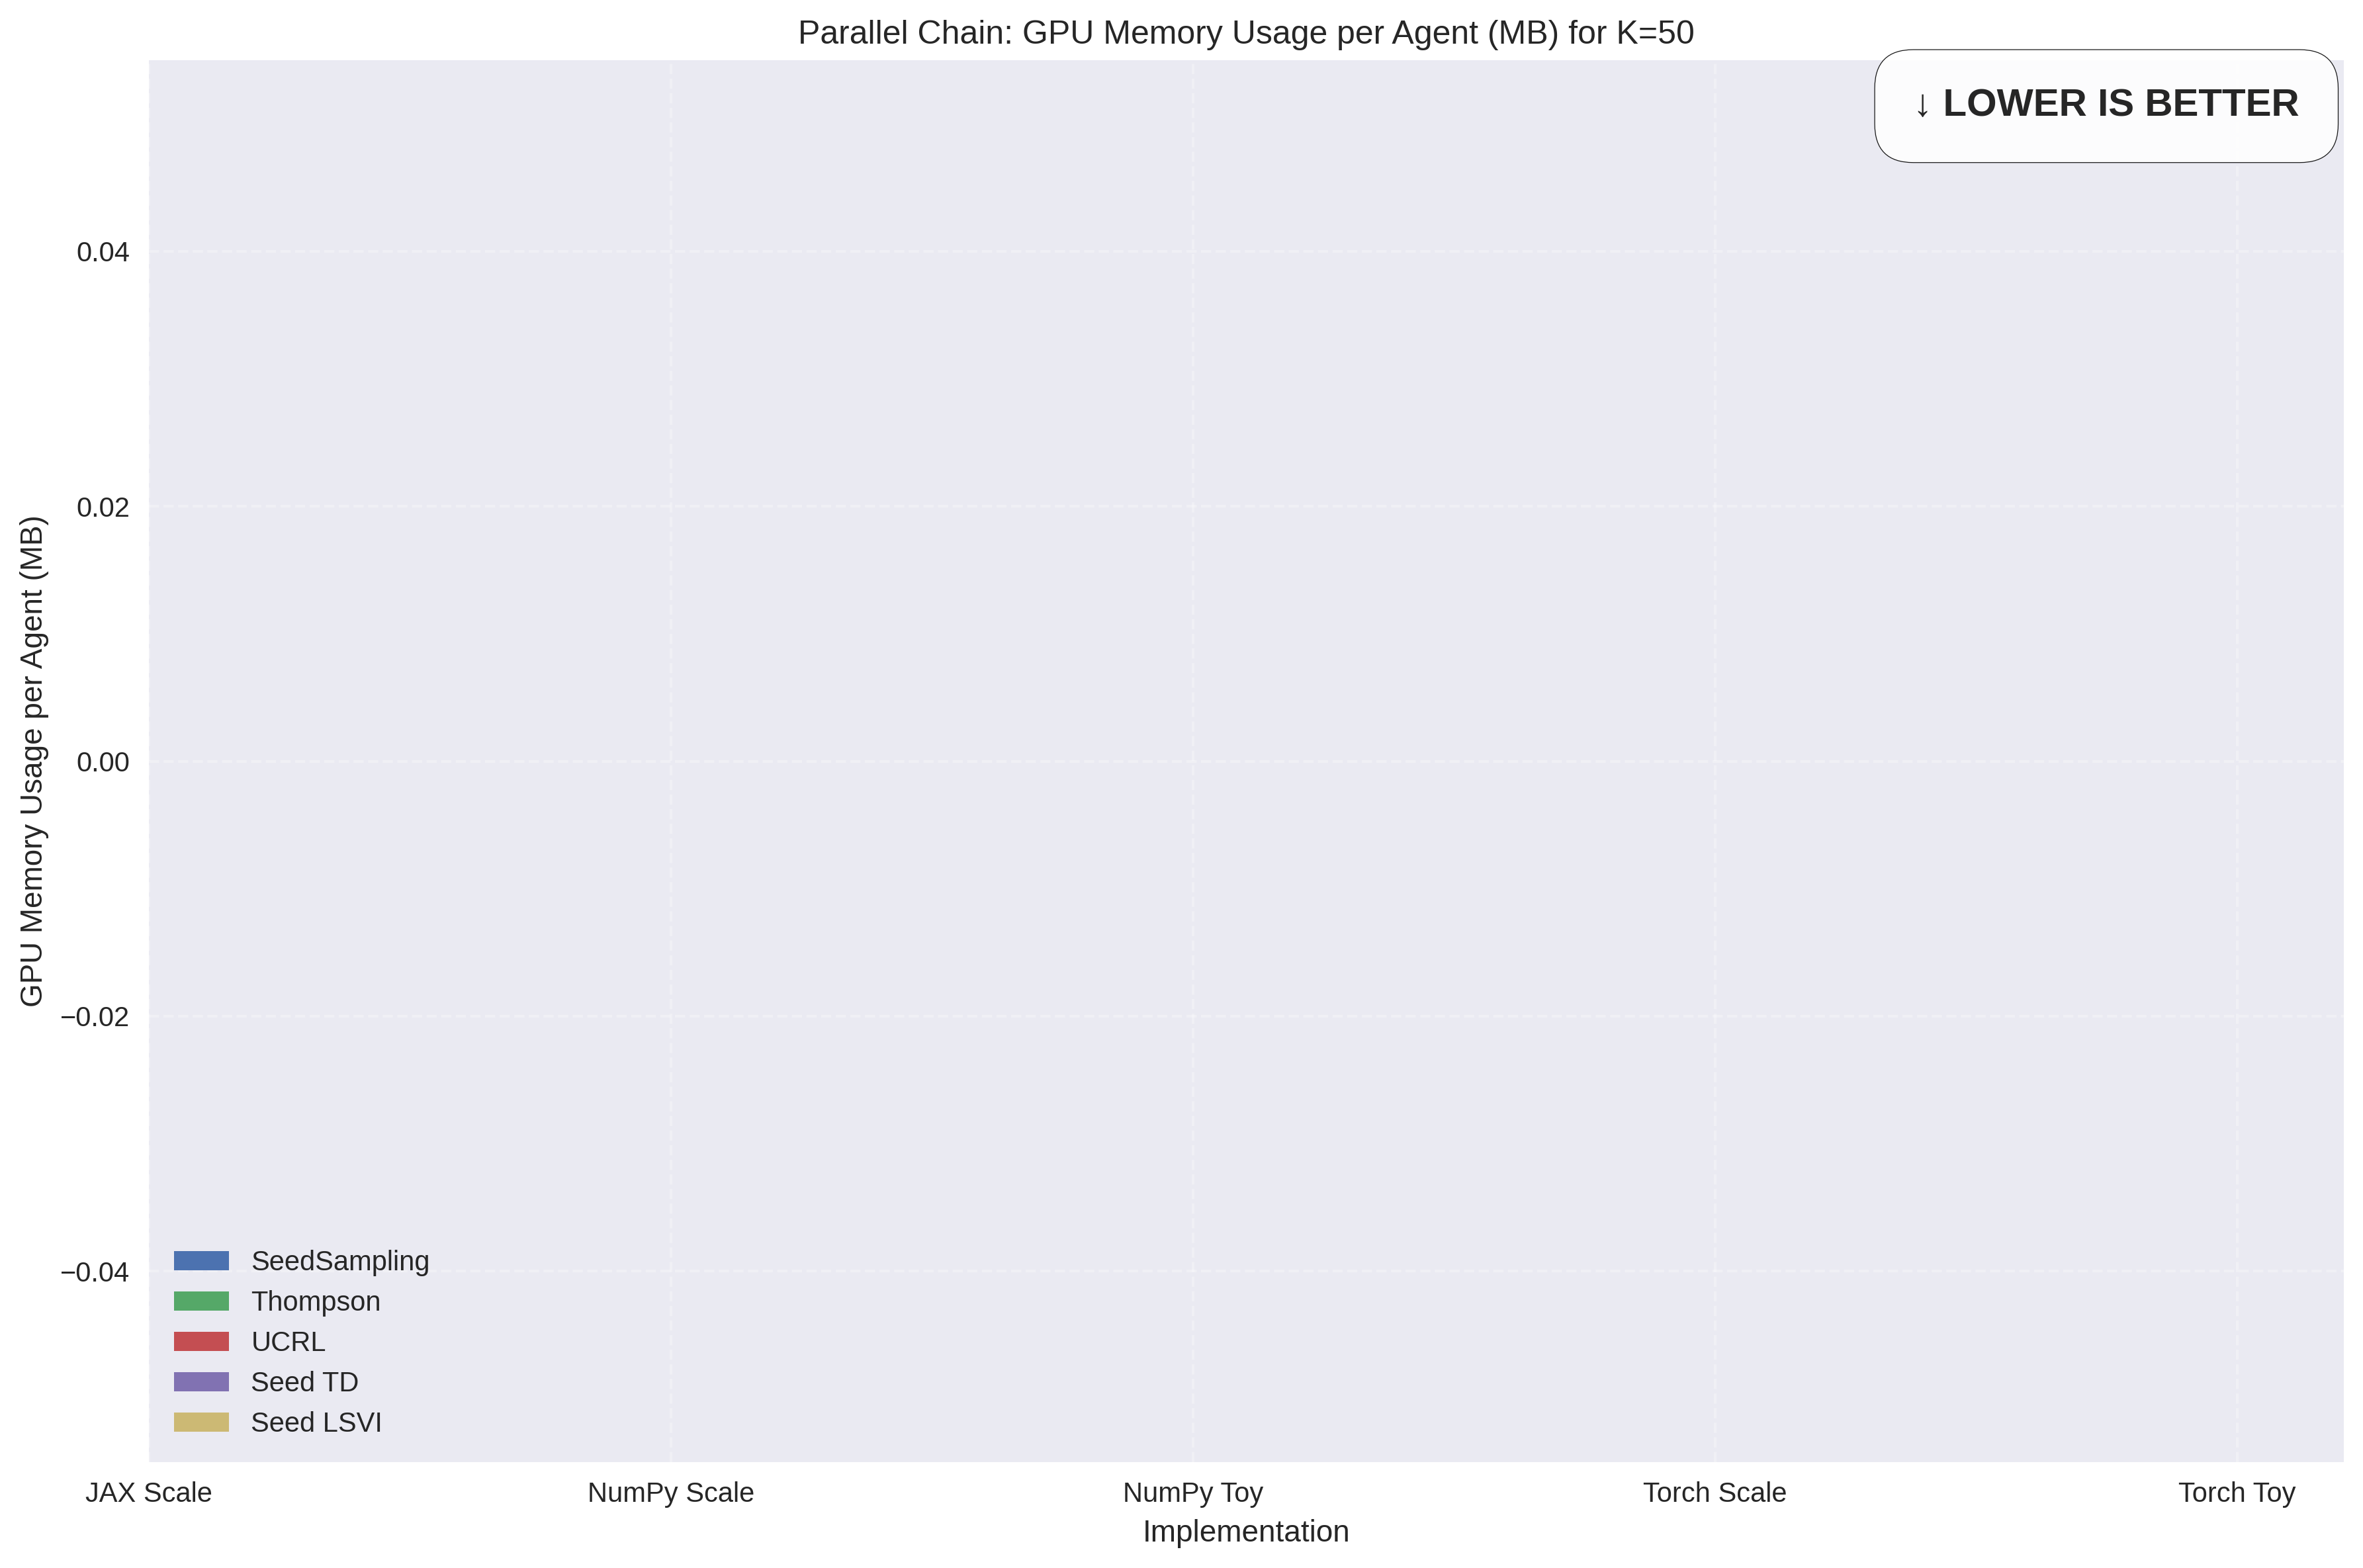 Parallel Chain: GPU Memory Usage per Agent (MB) for K=50
↓ LOWER IS BETTER
GPU Memory Usage per Agent (MB)
0.04
0.02
0.00
−0.02
−0.04
SeedSampling
Thompson
UCRL
Seed TD
Seed LSVI
JAX Scale
NumPy Scale
NumPy Toy
Torch Scale
Torch Toy
Implementation